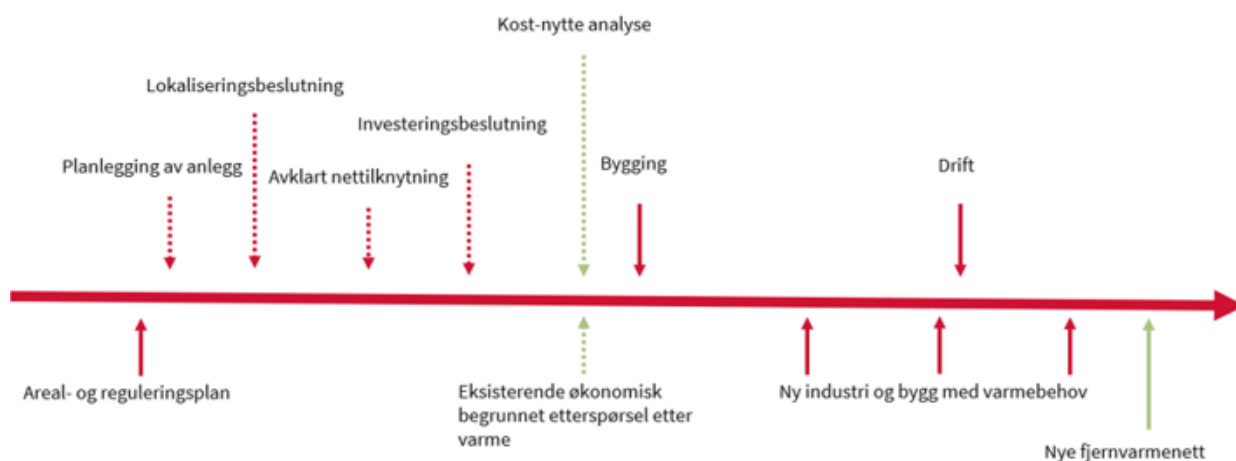 Kost-nytte analyse
Lokaliseringsbeslutning
Investeringsbeslutning
Planlegging av anlegg
Avklart nettilknytning
Bygging
Drift
Areal- og reguleringsplan
Eksisterende økonomisk
begrunnet etterspørsel etter
varme
Ny industri og bygg med varmebehov
Nye fjernvarmenett